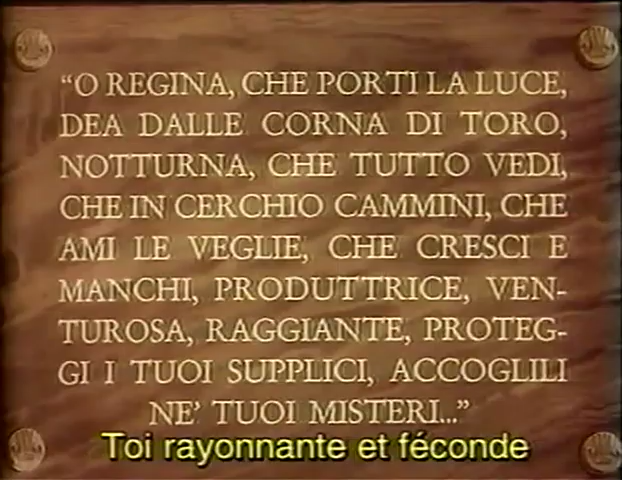 “O REGINA, CHE PORTI LA LUCE,
DEA DALLE CORNA DI TORO,
NOTTURNA, CHE TUTTO VEDI,
CHE IN CERCHIO CAMMINI, CHE
AMI LE VEGLIE, CHE CRESCI E
MANCHI, PRODUTTRICE, VEN-
TUROSA, RAGGIANTE, PROTEG-
GI I TUOI SUPPLICI, ACCOGLILI
NE’ TUOI MISTERI...”
Toi rayonnante et féconde